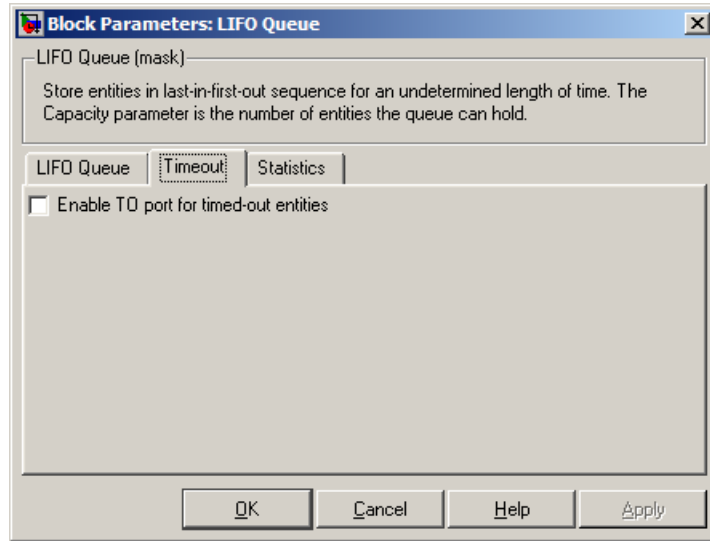 Block Parameters: LIFO Queue
LIFO Queue (mask)
Store entities in last-in-first-out sequence for an undetermined length of time. The
Capacity parameter is the number of entities the queue can hold.
LIFO Queue Timeout Statistics
Enable TO port for timed-out entities
OK Cancel Help Apply